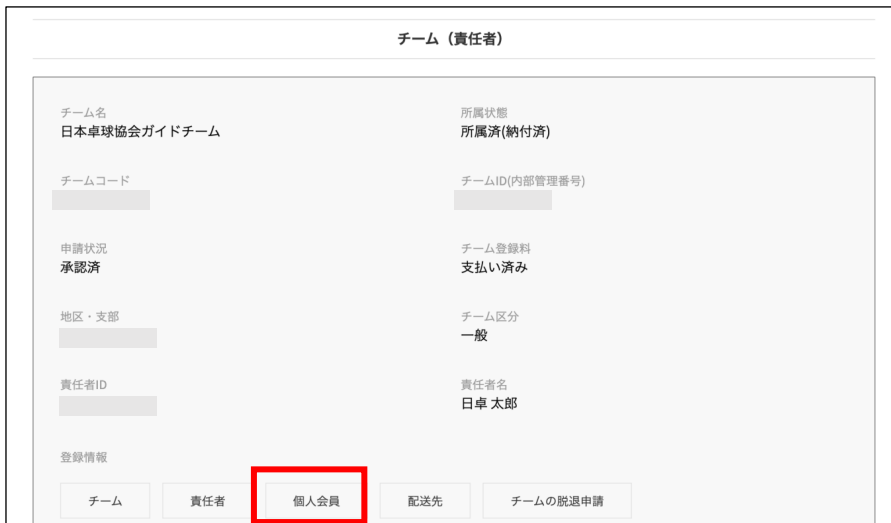 チーム（責任者）
チーム名
日本卓球協会ガイドチーム
所属状態
所属済(納付済)
チームコード
チームID(内部管理番号)
申請状況
承認済
チーム登録料
支払い済み
地区・支部
チーム区分
一般
責任者ID
責任者名
日卓 太郎
登録情報
チーム 責任者 個人会員 配送先 チームの脱退申請